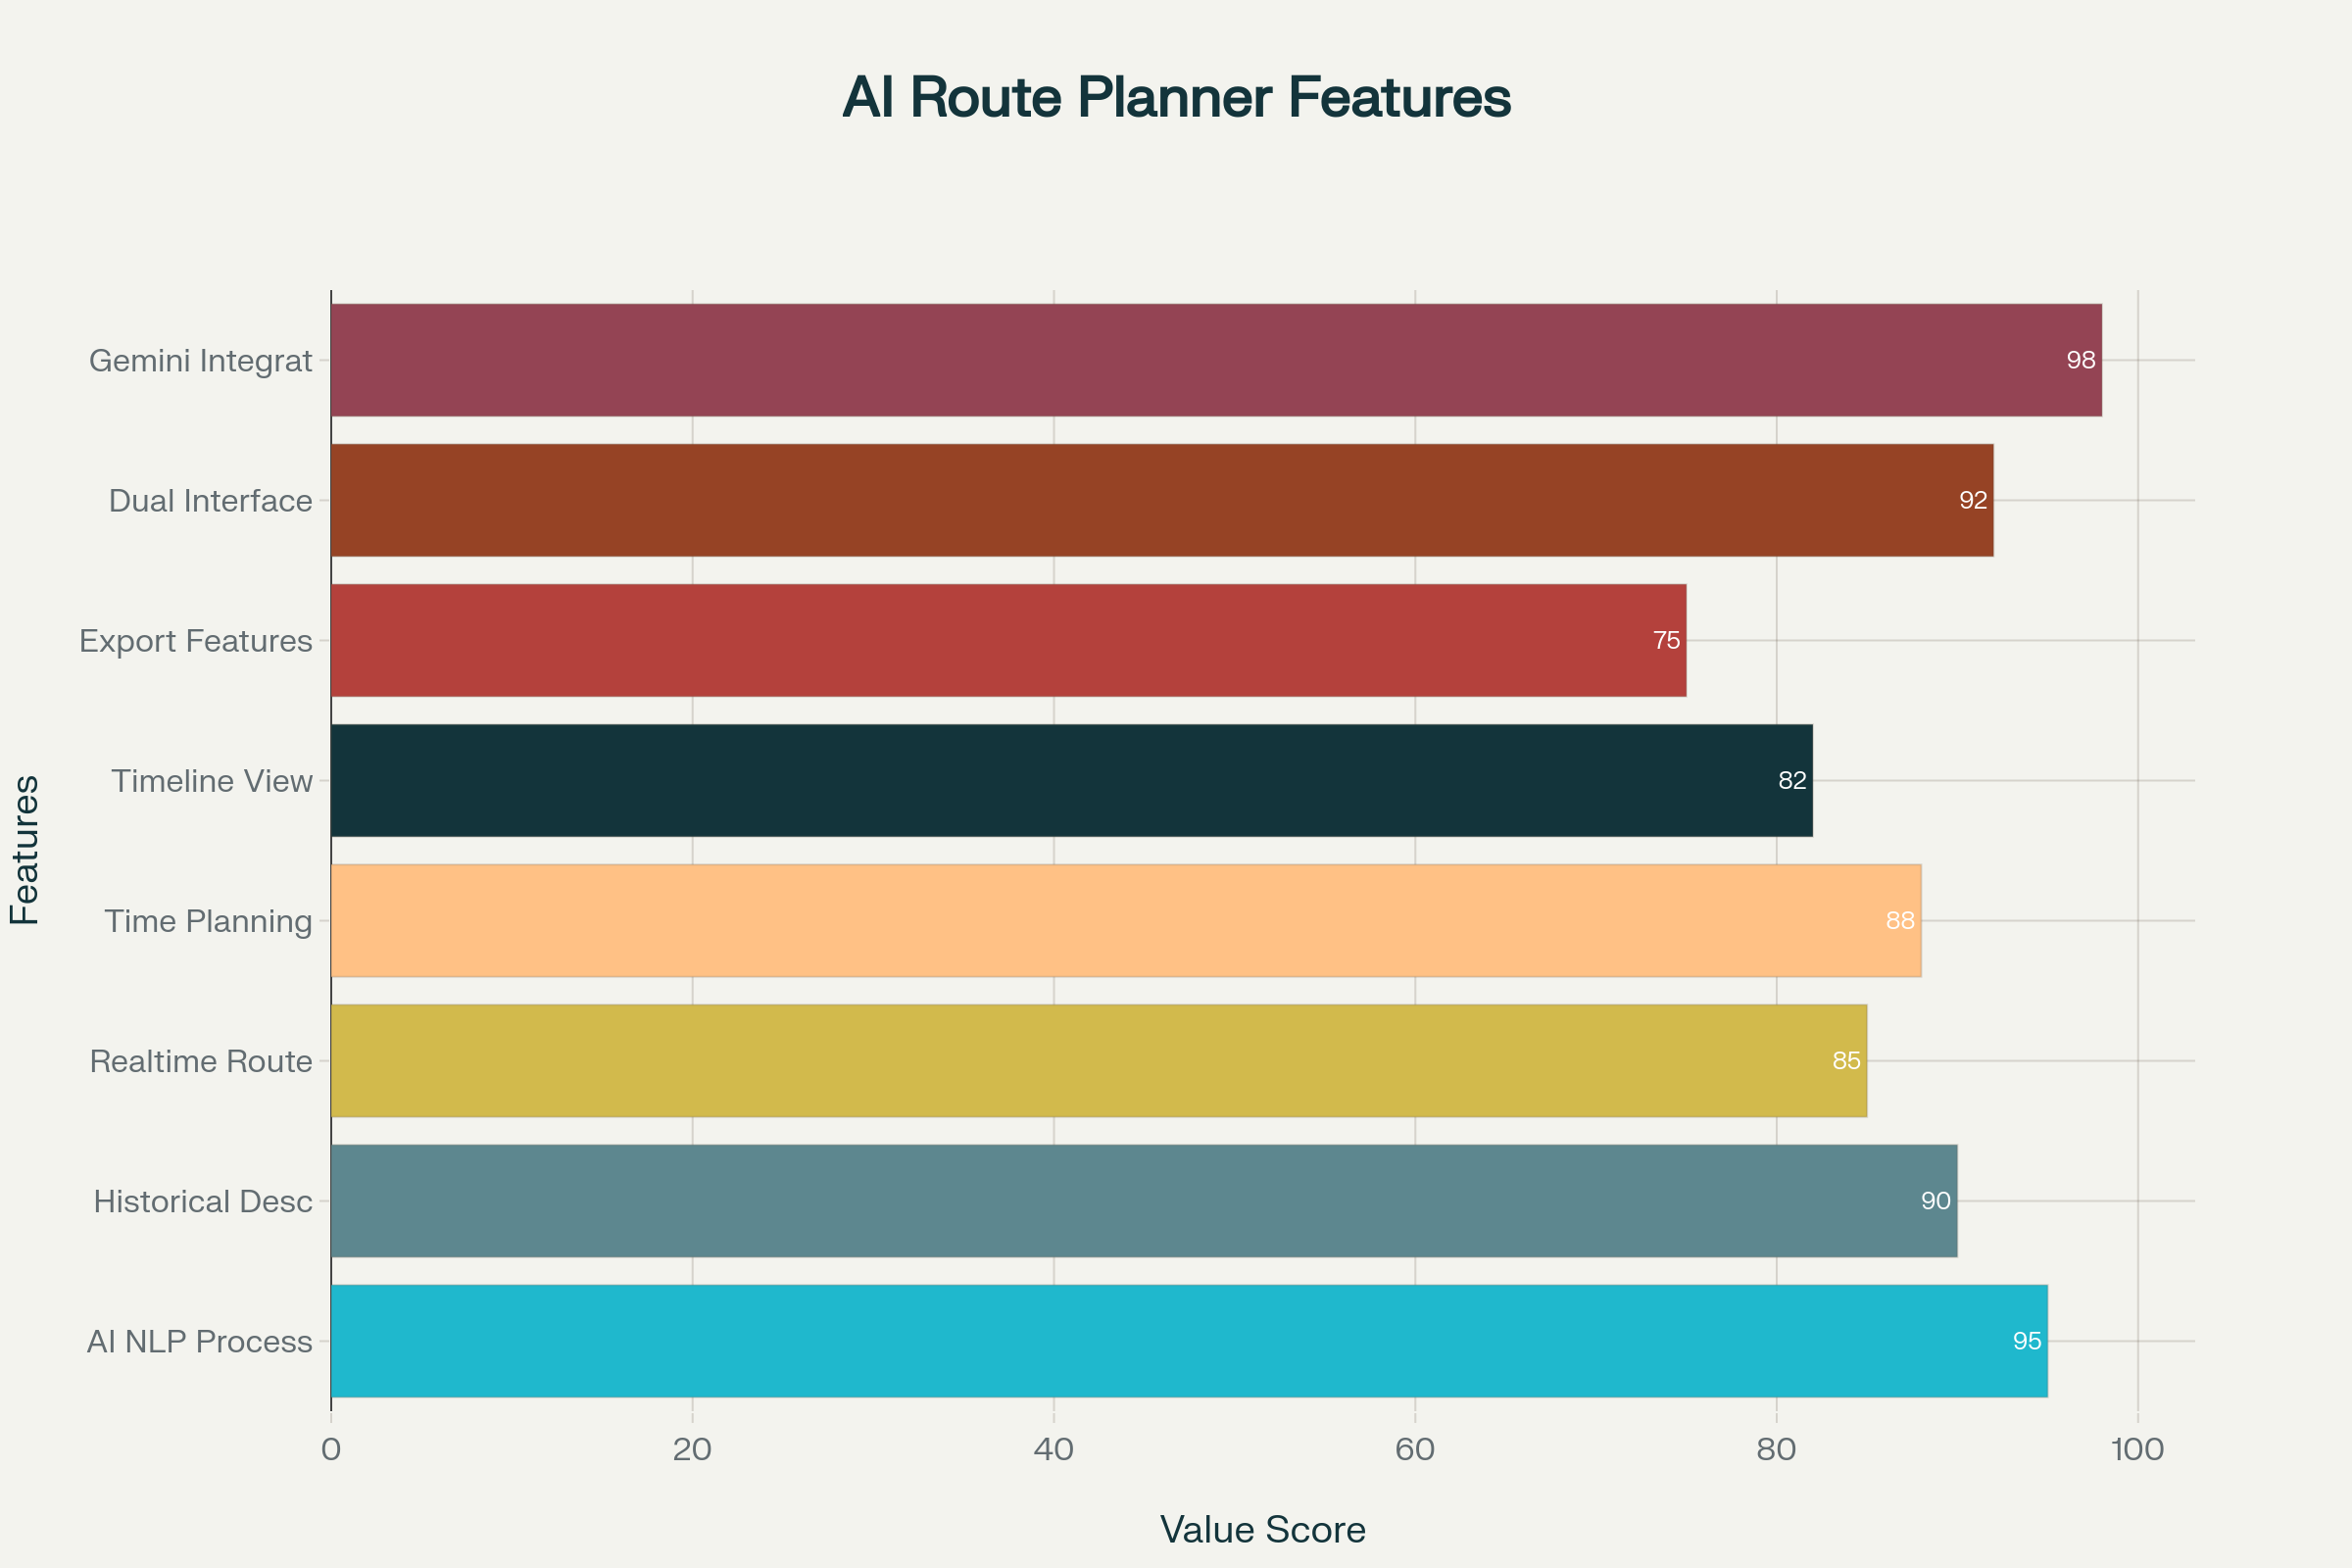 AI Route Planner Features
Gemini Integrat
98
Dual Interface
92
Export Features
75
Timeline View
82
Features
Time Planning
88
Realtime Route
85
Historical Desc
90
AI NLP Process
95
0 20 40 60 80 100
Value Score